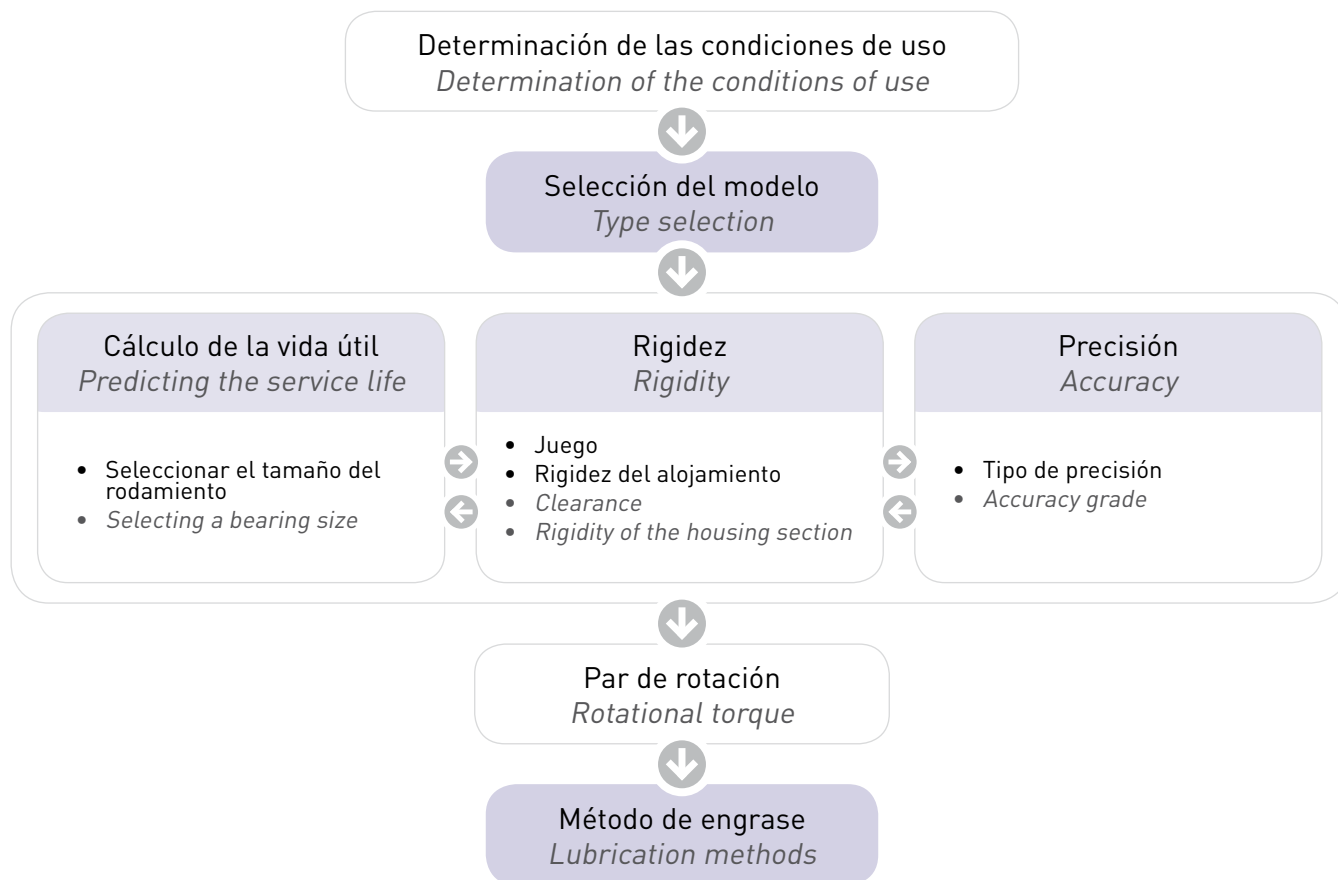 Determinación de las condiciones de uso
Determination of the conditions of use
Selección del modelo
Type selection
Cálculo de la vida útil
Predicting the service life
• Seleccionar el tamaño del
rodamiento
• Selecting a bearing size
Rigidez
Rigidity
• Juego
• Rigidez del alojamiento
• Clearance
• Rigidity of the housing section
Precisión
Accuracy
• Tipo de precisión
• Accuracy grade
Par de rotación
Rotational torque
Método de engrase
Lubrication methods